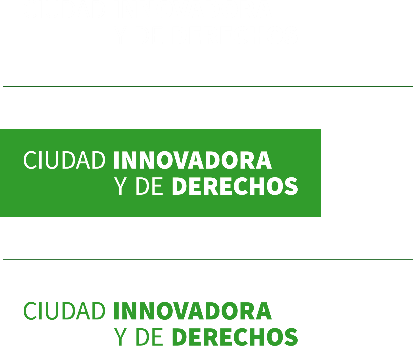 CIUDAD INNOVADORA
Y DE DERECHOS
CIUDAD INNOVADORA
Y DE DERECHOS